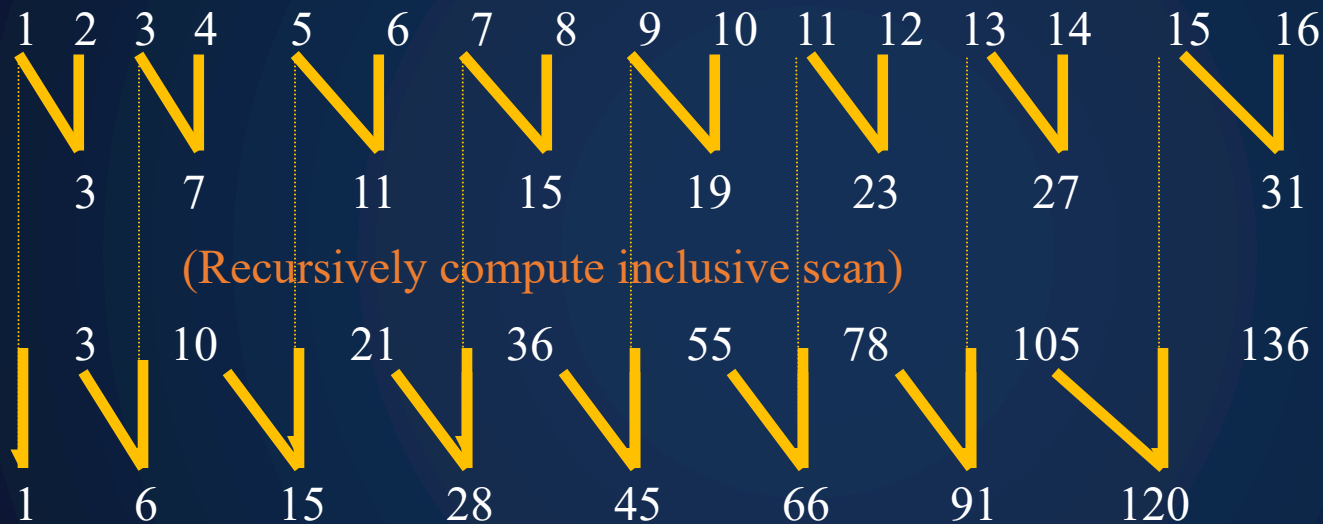 1 2 3 4 5 6 7 8 9 10 11 12 13 14 15 16
3 7 11 15 19 23 27 31
(Recursively compute inclusive scan)
3 10 21 36 55 78 105 136
1 6 15 28 45 66 91 120